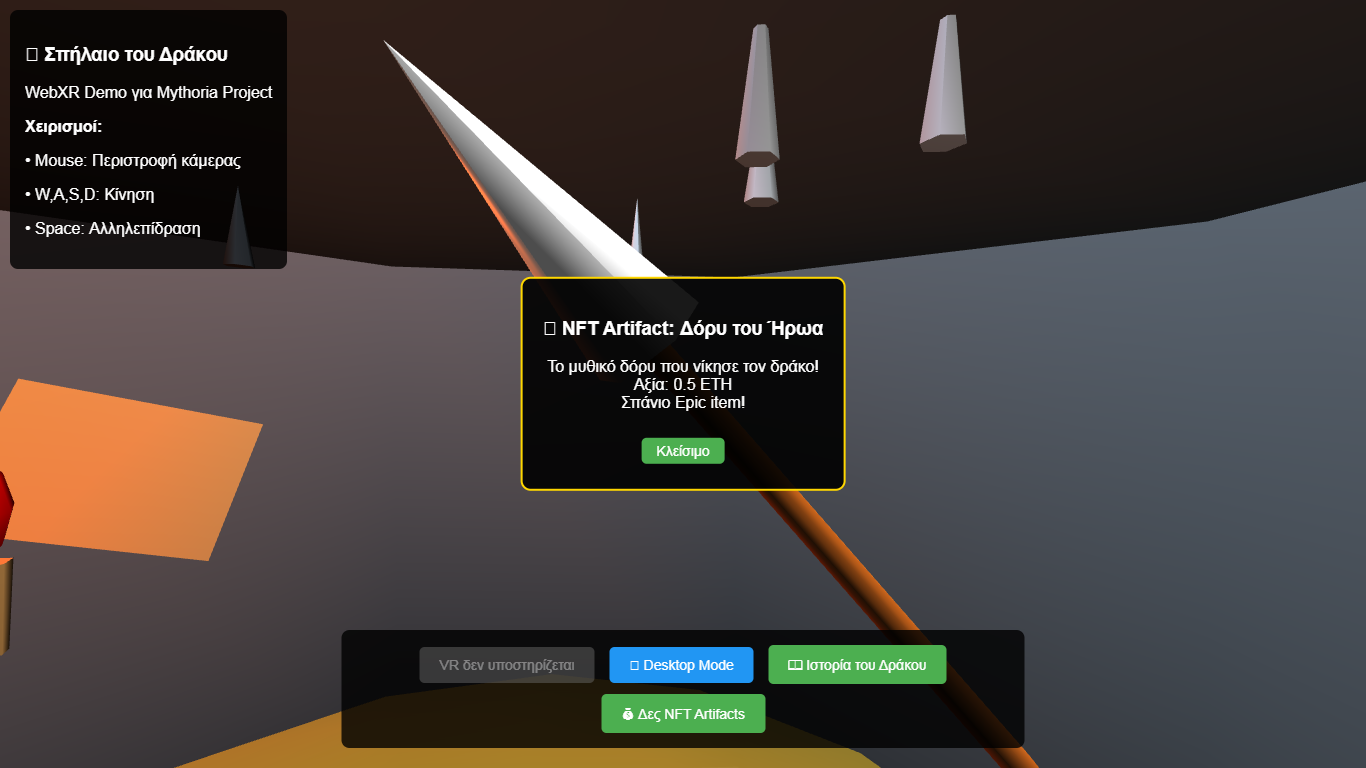 Σπήλαιο του Δράκου
WebXR Demo για Mythoria Project
Χειρισμοί:
• Mouse: Περιστροφή κάμερας
• W,A,S,D: Κίνηση
• Space: Αλληλεπίδραση
NFT Artifact: Δόρυ του Ήρωα
Το μυθικό δόρυ που νίκησε τον δράκο!
Αξία: 0.5 ETH
Σπάνιο Epic item!
Κλείσιμο
VR δεν υποστηρίζεται
Desktop Mode
Ιστορία του Δράκου
Δες NFT Artifacts